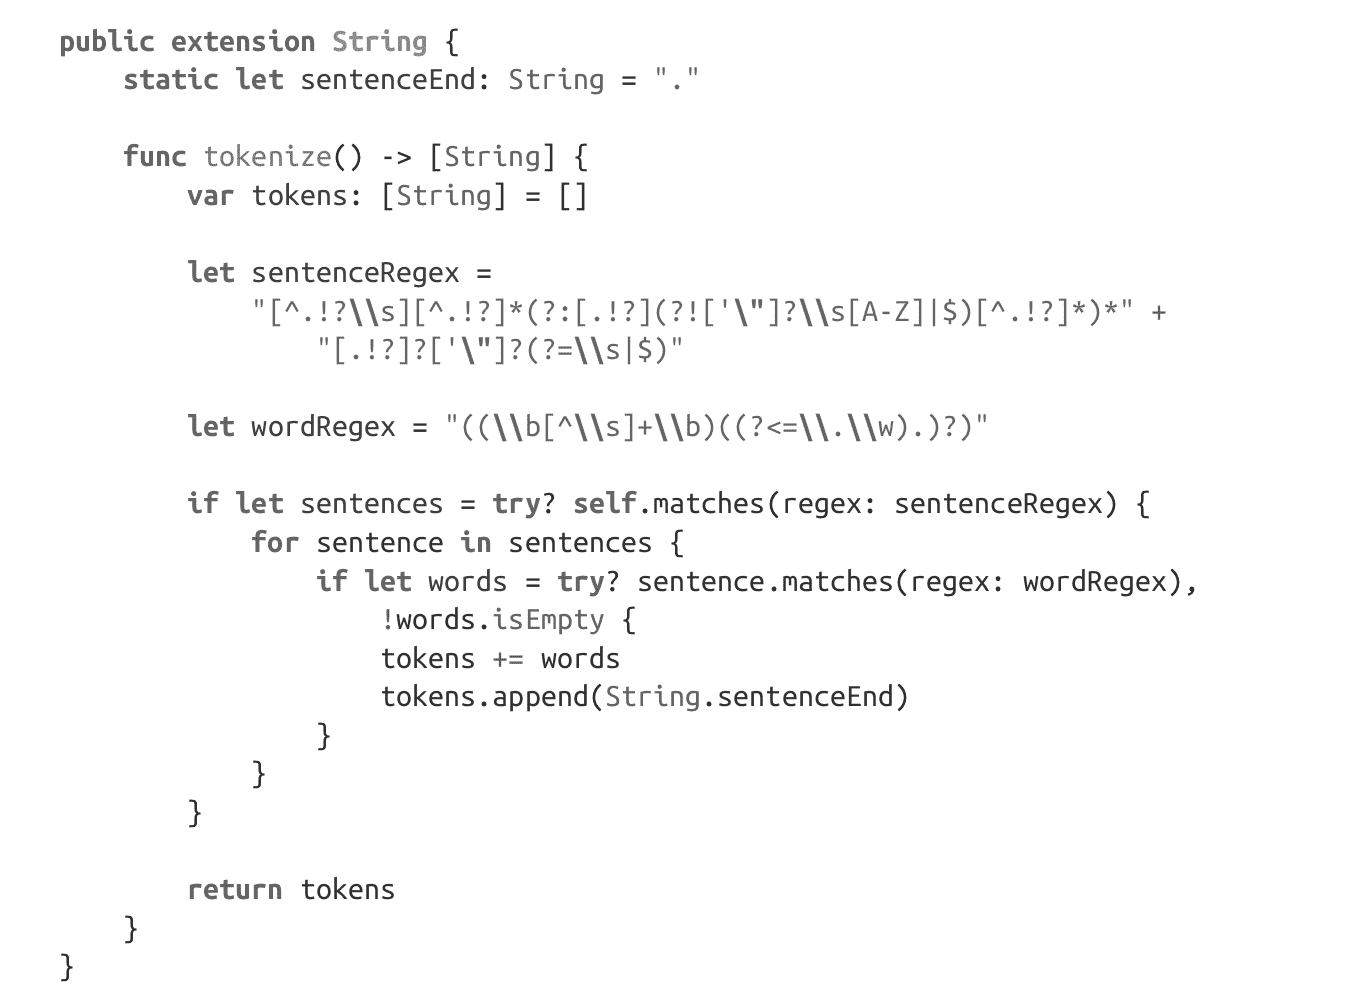 public extension String {
    static let sentenceEnd: String = "."

    func tokenize() -> [String] {
        var tokens: [String] = []

        let sentenceRegex =
            "[^.!?\\s][^.!?]*(?:[.!?](?!['\"]?\\s[A-Z]|$)[^.!?]*)*" +
                "[.!?]?['\"]?(?=\\s|$)"

        let wordRegex = "((\\b[^\\s]+\\b)((?<=\\.\\w).)?)"

        if let sentences = try? self.matches(regex: sentenceRegex) {
            for sentence in sentences {
                if let words = try? sentence.matches(regex: wordRegex),
                    !words.isEmpty {
                    tokens += words
                    tokens.append(String.sentenceEnd)
                }
            }
        }

        return tokens
    }
}